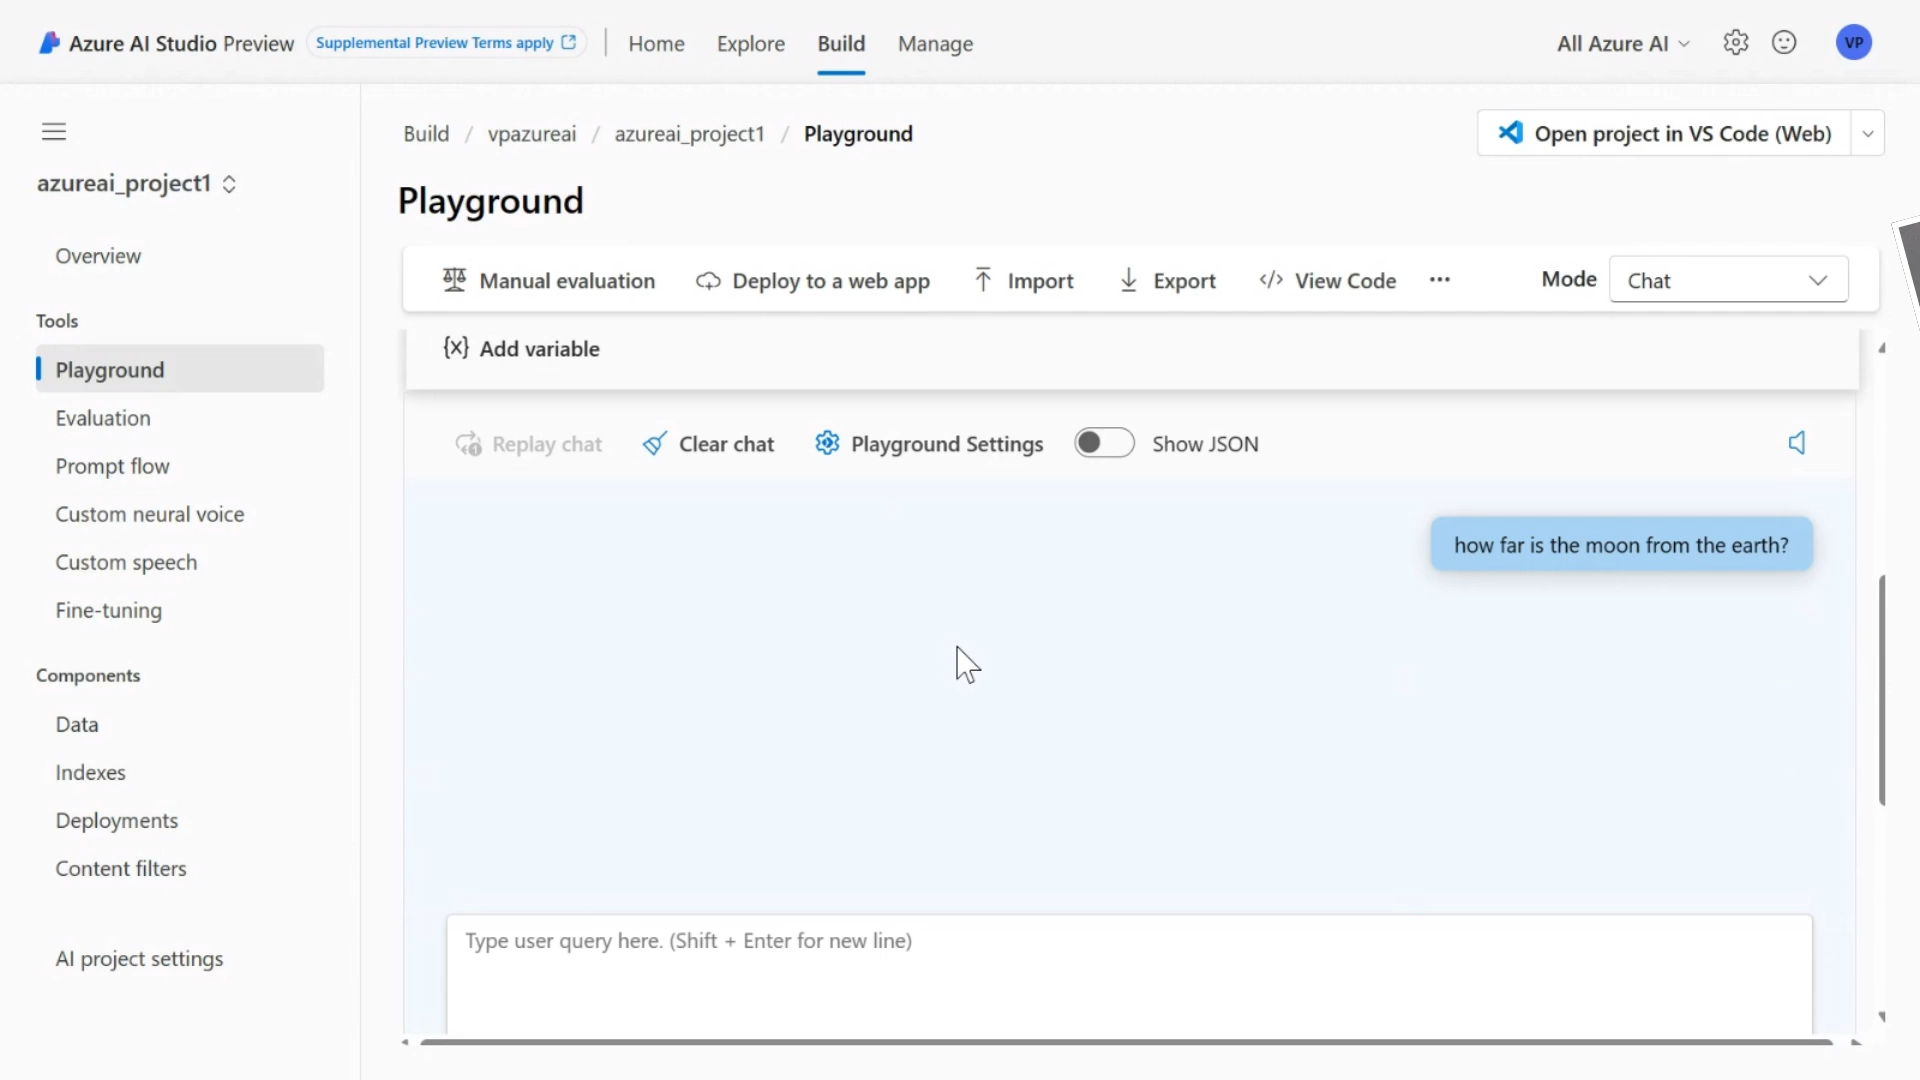 Azure AI Studio Preview
Supplemental Preview Terms apply
Home
Explore
Build
Manage
All Azure AI
VP
azureai_project1
Overview
Tools
Playground
Evaluation
Prompt flow
Custom neural voice
Custom speech
Fine-tuning
Components
Data
Indexes
Deployments
Content filters
AI project settings
Build / vpazureai / azureai_project1 / Playground
Open project in VS Code (Web)
Playground
Manual evaluation
Deploy to a web app
Import
Export
View Code
Mode
Chat
{x} Add variable
Replay chat
Clear chat
Playground Settings
Show JSON
how far is the moon from the earth?
Type user query here. (Shift + Enter for new line)